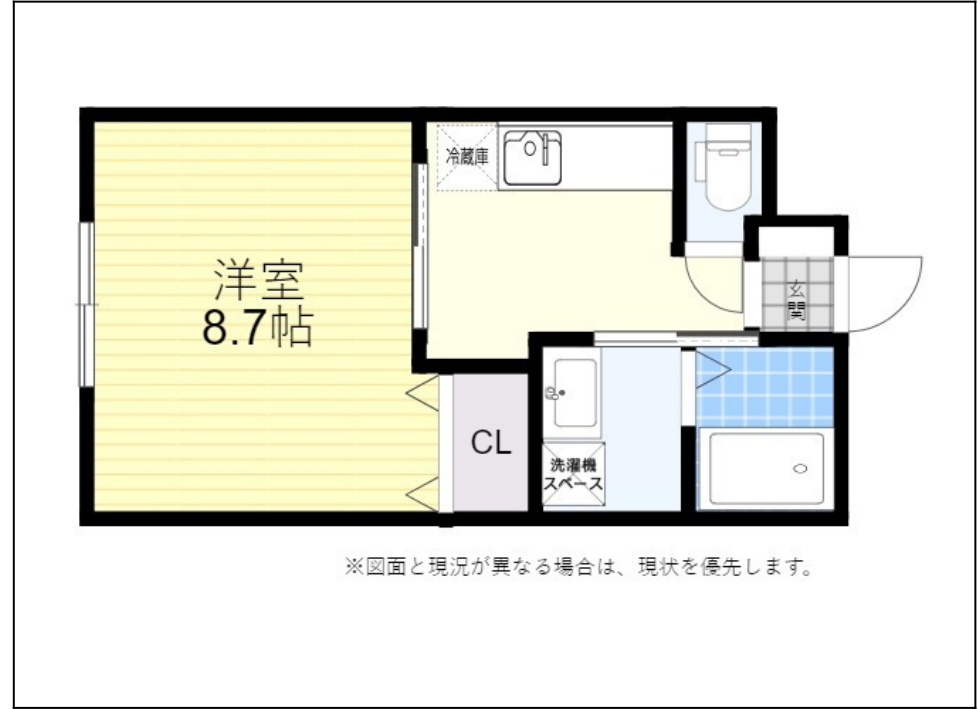 冷蔵庫
洋室
8.7帖
玄
関
CL
洗濯機
スペース
※図面と現況が異なる場合は、現状を優先します。